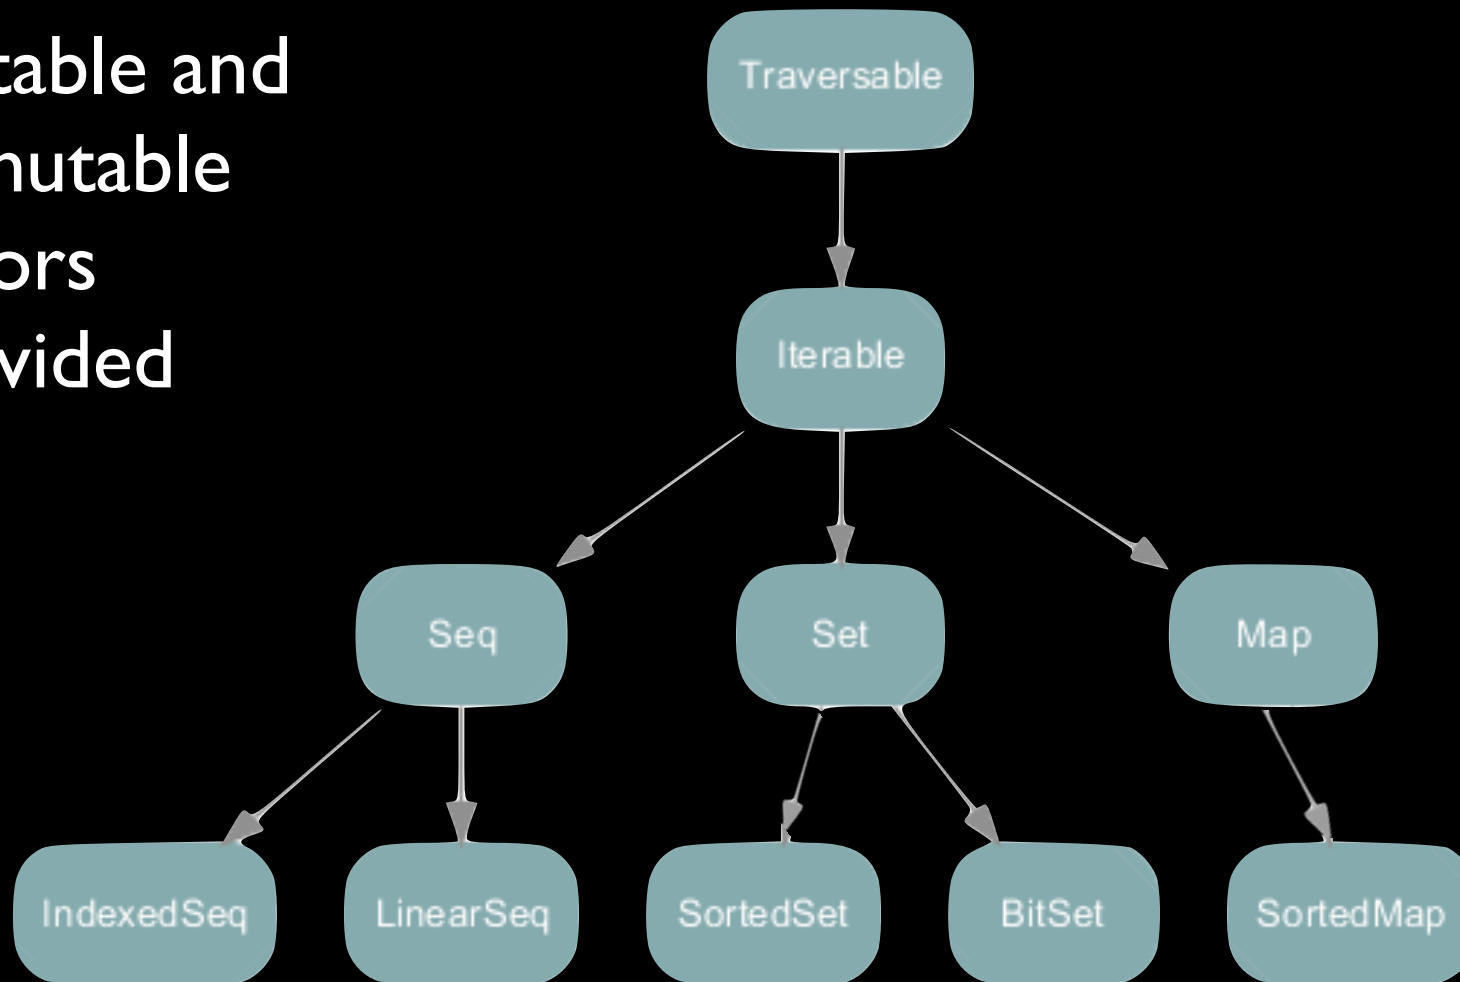 table and
nutable
ors
vided
Traversable
Iterable
Seq
Set
Map
IndexedSeq
LinearSeq
SortedSet
BitSet
SortedMap